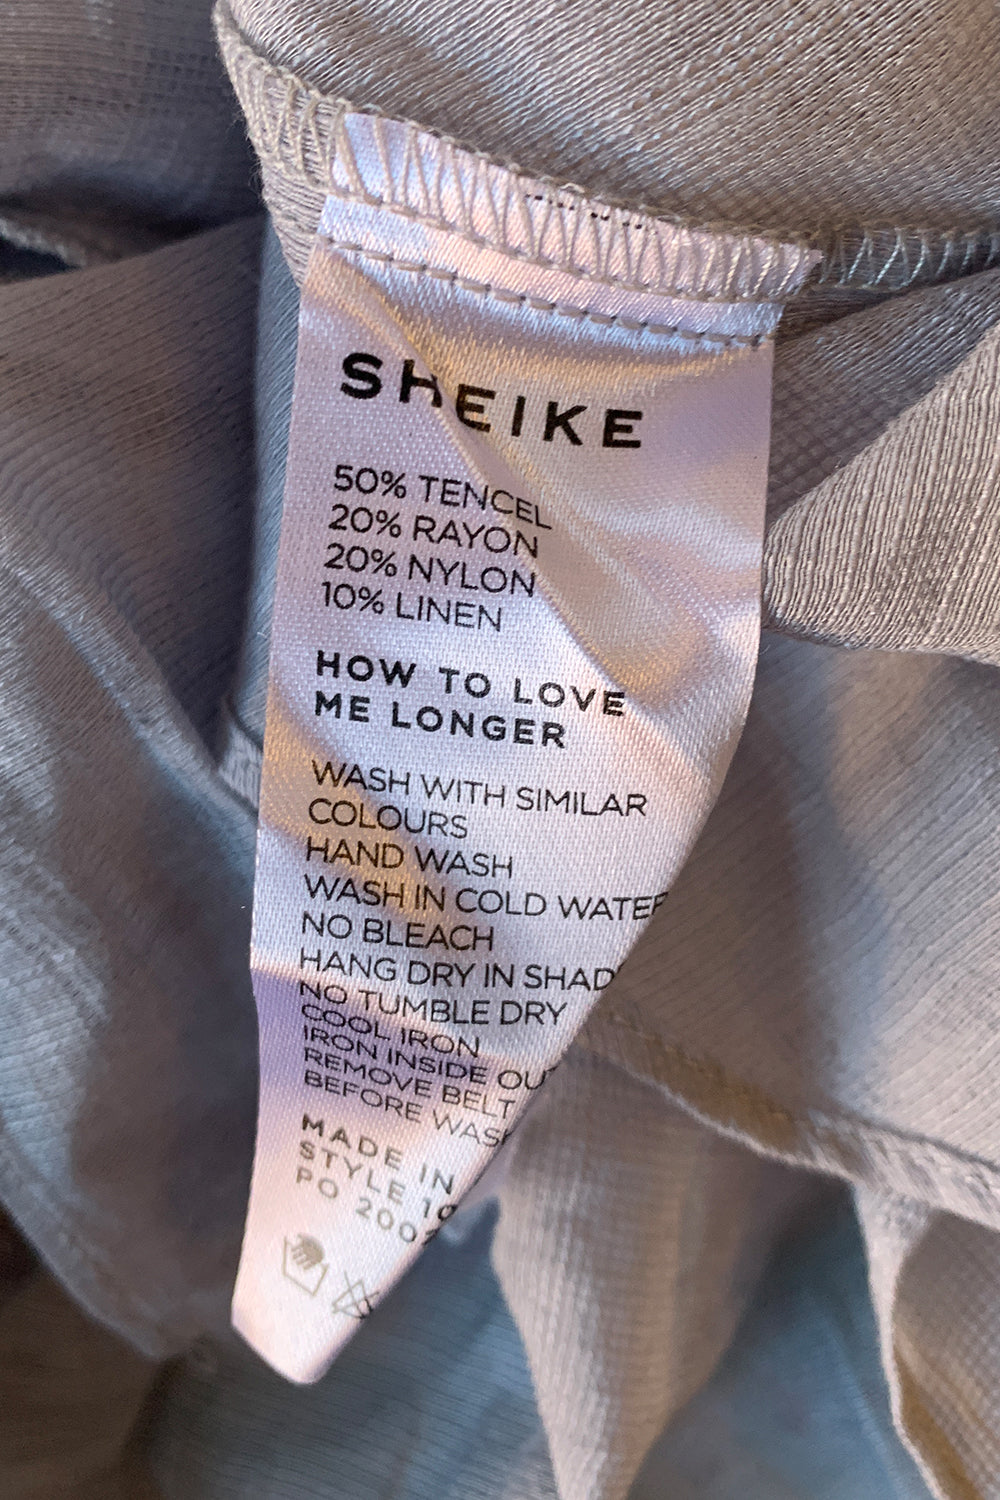 SHEIKE
50% TENCEL
20% RAYON
20% NYLON
10% LINEN
HOW TO LOVE
ME LONGER
WASH WITH SIMILAR
COLOURS
HAND WASH
WASH IN COLD WATER
NO BLEACH
HANG DRY IN SHAD
NO TUMBLE DRY
COOL IRON
IRON INSIDE OUT
REMOVE BELT
BEFORE WASH
MADE IN
STYLE
PO